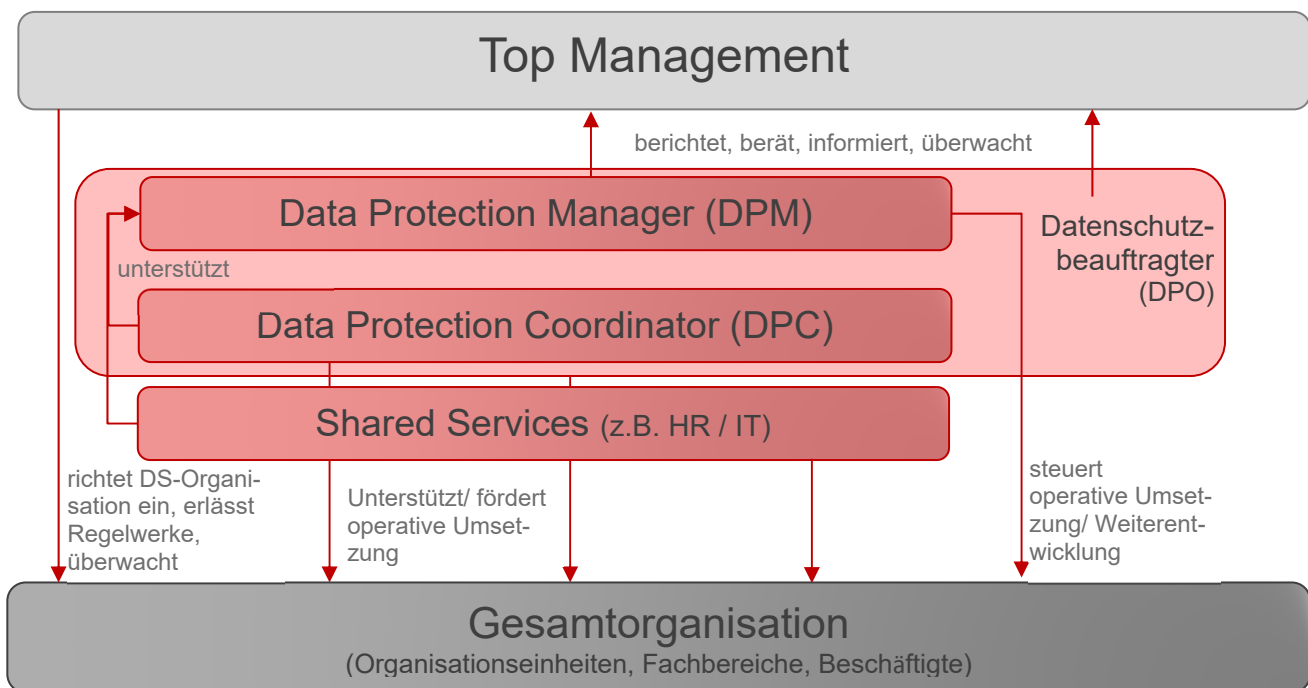 Top Management
berichtet, berät, informiert, überwacht
Data Protection Manager (DPM)
Datenschutz-
beauftragter
(DPO)
unterstützt
Data Protection Coordinator (DPC)
Shared Services (z.B. HR / IT)
richtet DS-Organi-
sation ein, erlässt
Regelwerke,
überwacht
Unterstützt/ fördert
operative Umset-
zung
steuert
operative Umset-
zung/ Weiterent-
wicklung
Gesamtorganisation
(Organisationseinheiten, Fachbereiche, Beschäftigte)